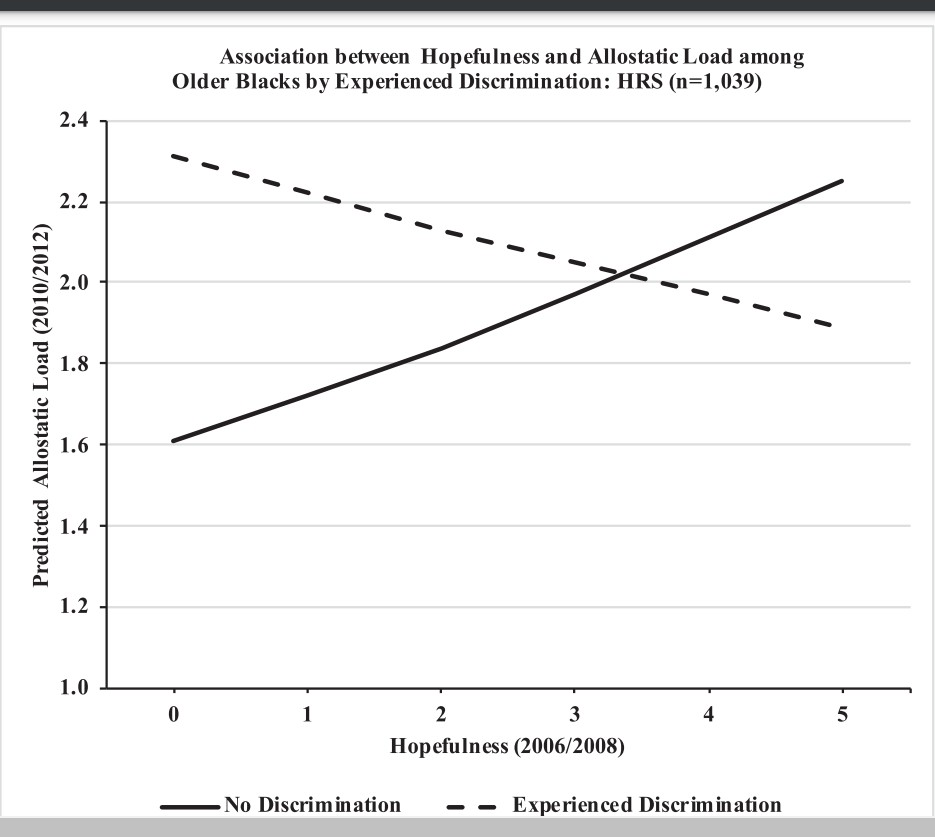 Association between Hopefulness and Allostatic Load among
Older Blacks by Experienced Discrimination: HRS (n=1,039)
Predicted Allostatic Load (2010/2012)
2.4
2.2
2.0
1.8
1.6
1.4
1.2
1.0
0 1 2 3 4 5
Hopefulness (2006/2008)
No Discrimination Experienced Discrimination